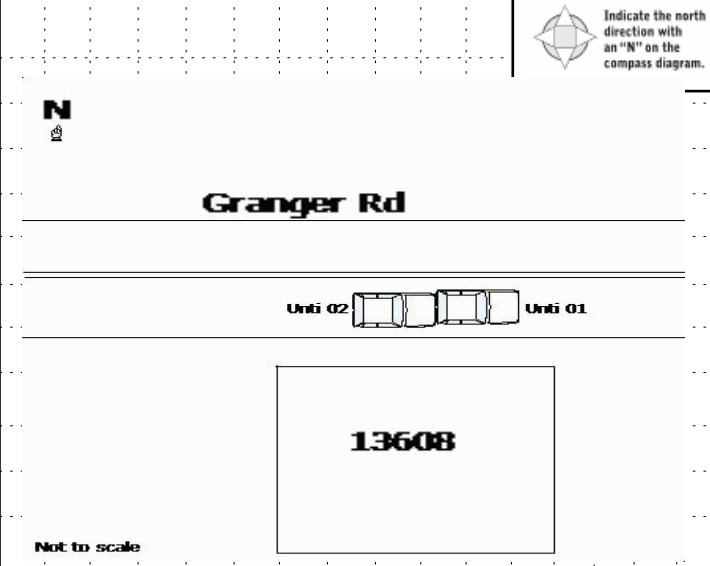 Indicate the north
direction with
an "N" on the
compass diagram.
N
Granger Rd
Unti 02
Unti 01
13608
Not to scale